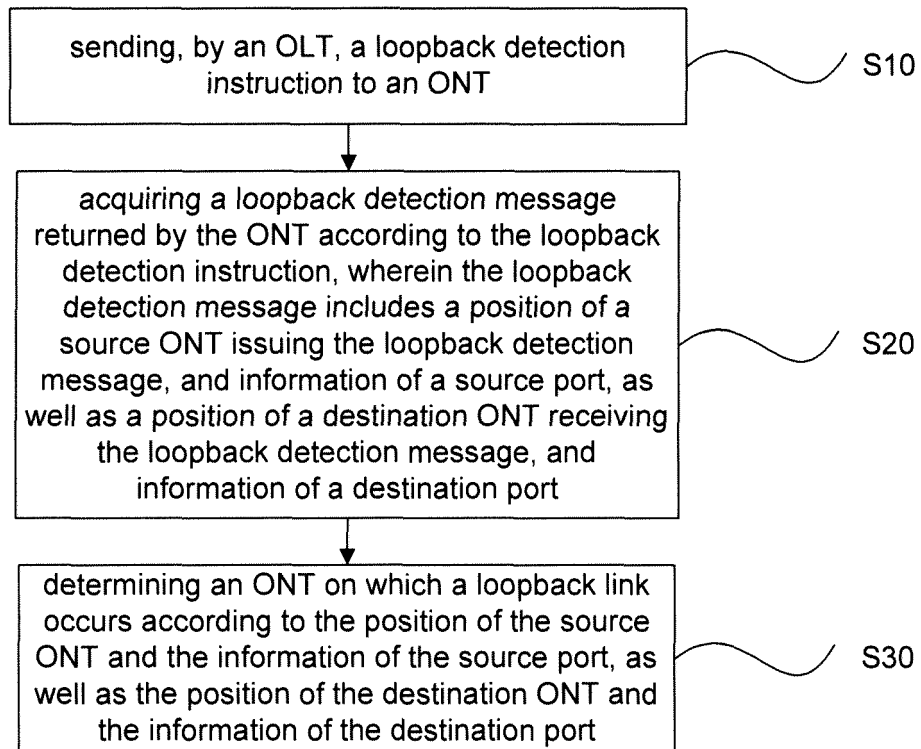 sending, by an OLT, a loopback detection
instruction to an ONT
S10
acquiring a loopback detection message
returned by the ONT according to the loopback
detection instruction, wherein the loopback
detection message includes a position of a
source ONT issuing the loopback detection
message, and information of a source port, as
well as a position of a destination ONT receiving
the loopback detection message, and
information of a destination port
S20
determining an ONT on which a loopback link
occurs according to the position of the source
ONT and the information of the source port, as
well as the position of the destination ONT and
the information of the destination port
S30